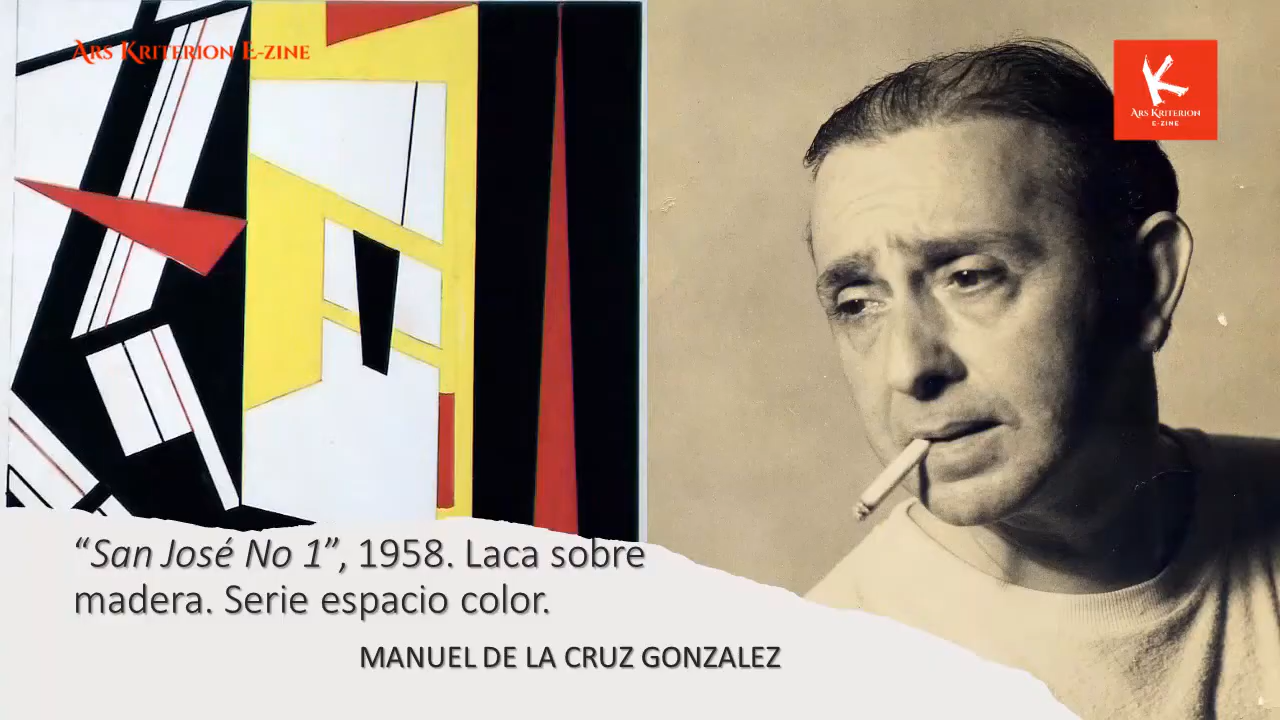 Ars Kriterion E-zine
Ars Kriterion
E-zine
“San José No 1”, 1958. Laca sobre
madera. Serie espacio color.
MANUEL DE LA CRUZ GONZALEZ